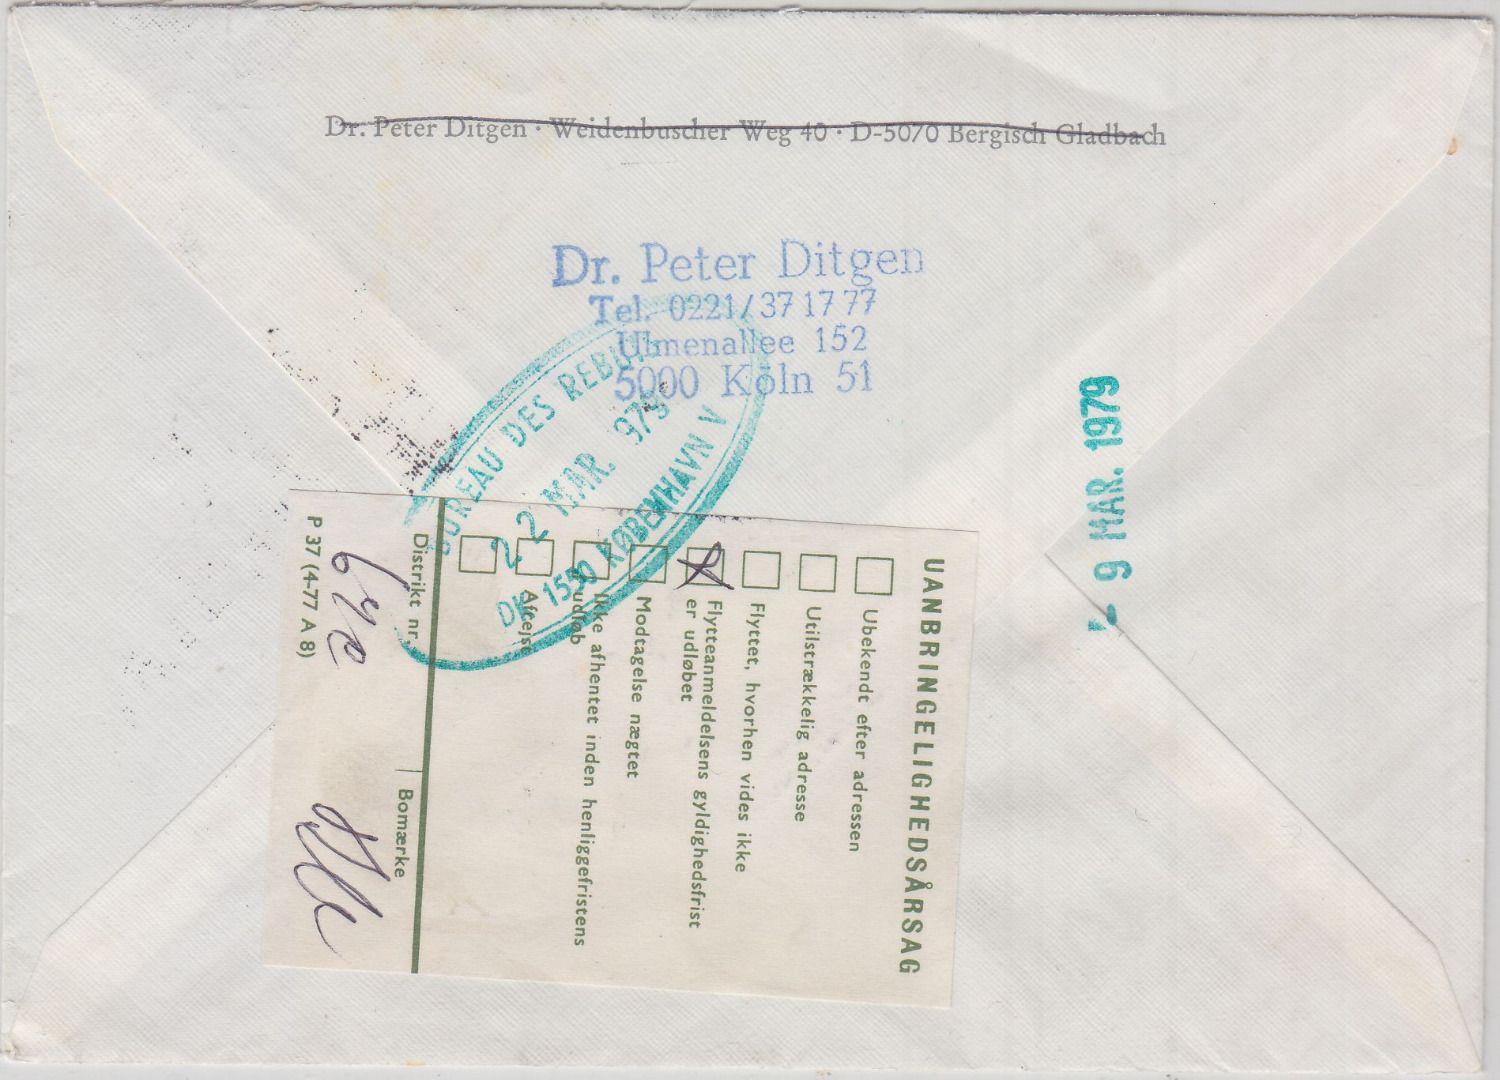 Dr. Peter Ditgen · Weidenbuscher Weg 40 · D-5070 Bergisch Gladbach
Dr. Peter Ditgen
Tel. 0221/37 17 77
Ulmenallee 152
5000 Köln 51
BUREAU DES REBUTS
22 MAR. 979
DK 1550 KØBENHAVN V
6 MAR. 1979
UANBRINGELIGHEDSÅRSAG
Ubekendt efter adressen
Utilstrækkelig adresse
Flyttet, hvorhen vides ikke
Flytteanmeldelsens gyldighedsfrist
er udløbet
Modtagelse nægtet
Ikke afhentet inden henliggefristens
udløb
Afrejst
Distrikt nr.
Bomærke
P 37 (4-77 A 8)